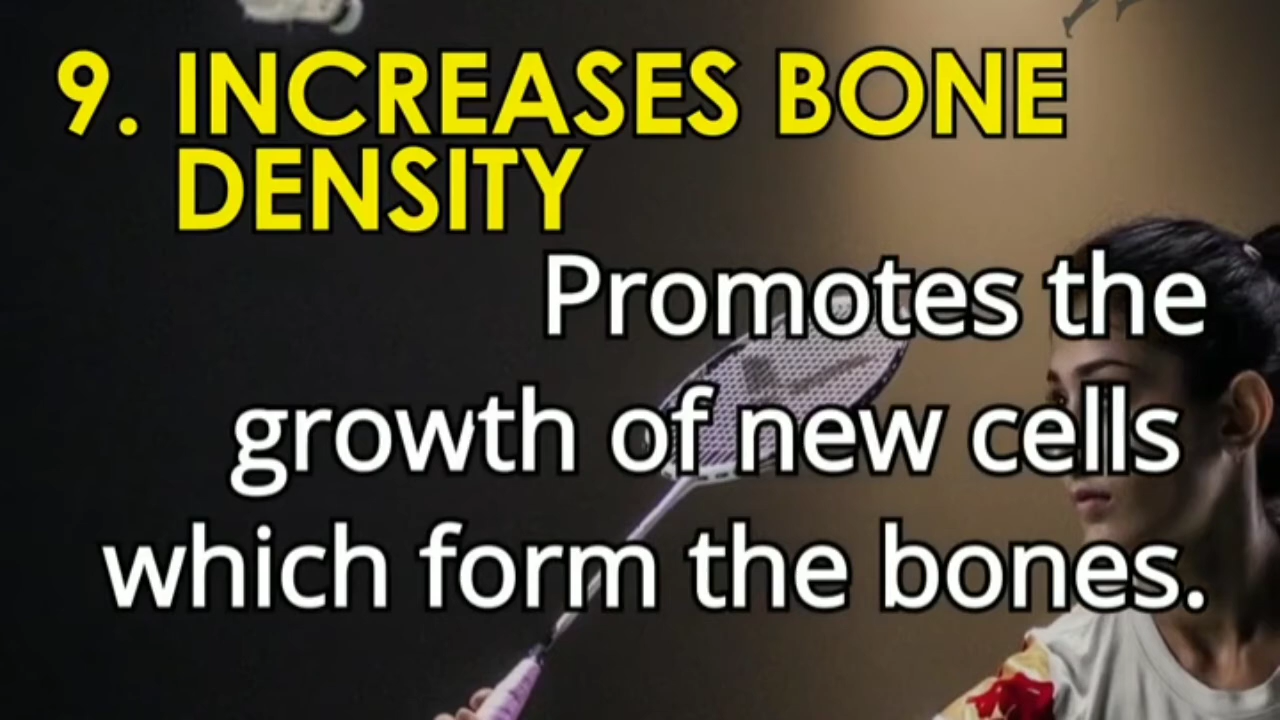 9. INCREASES BONE
DENSITY
Promotes the
growth of new cells
which form the bones.